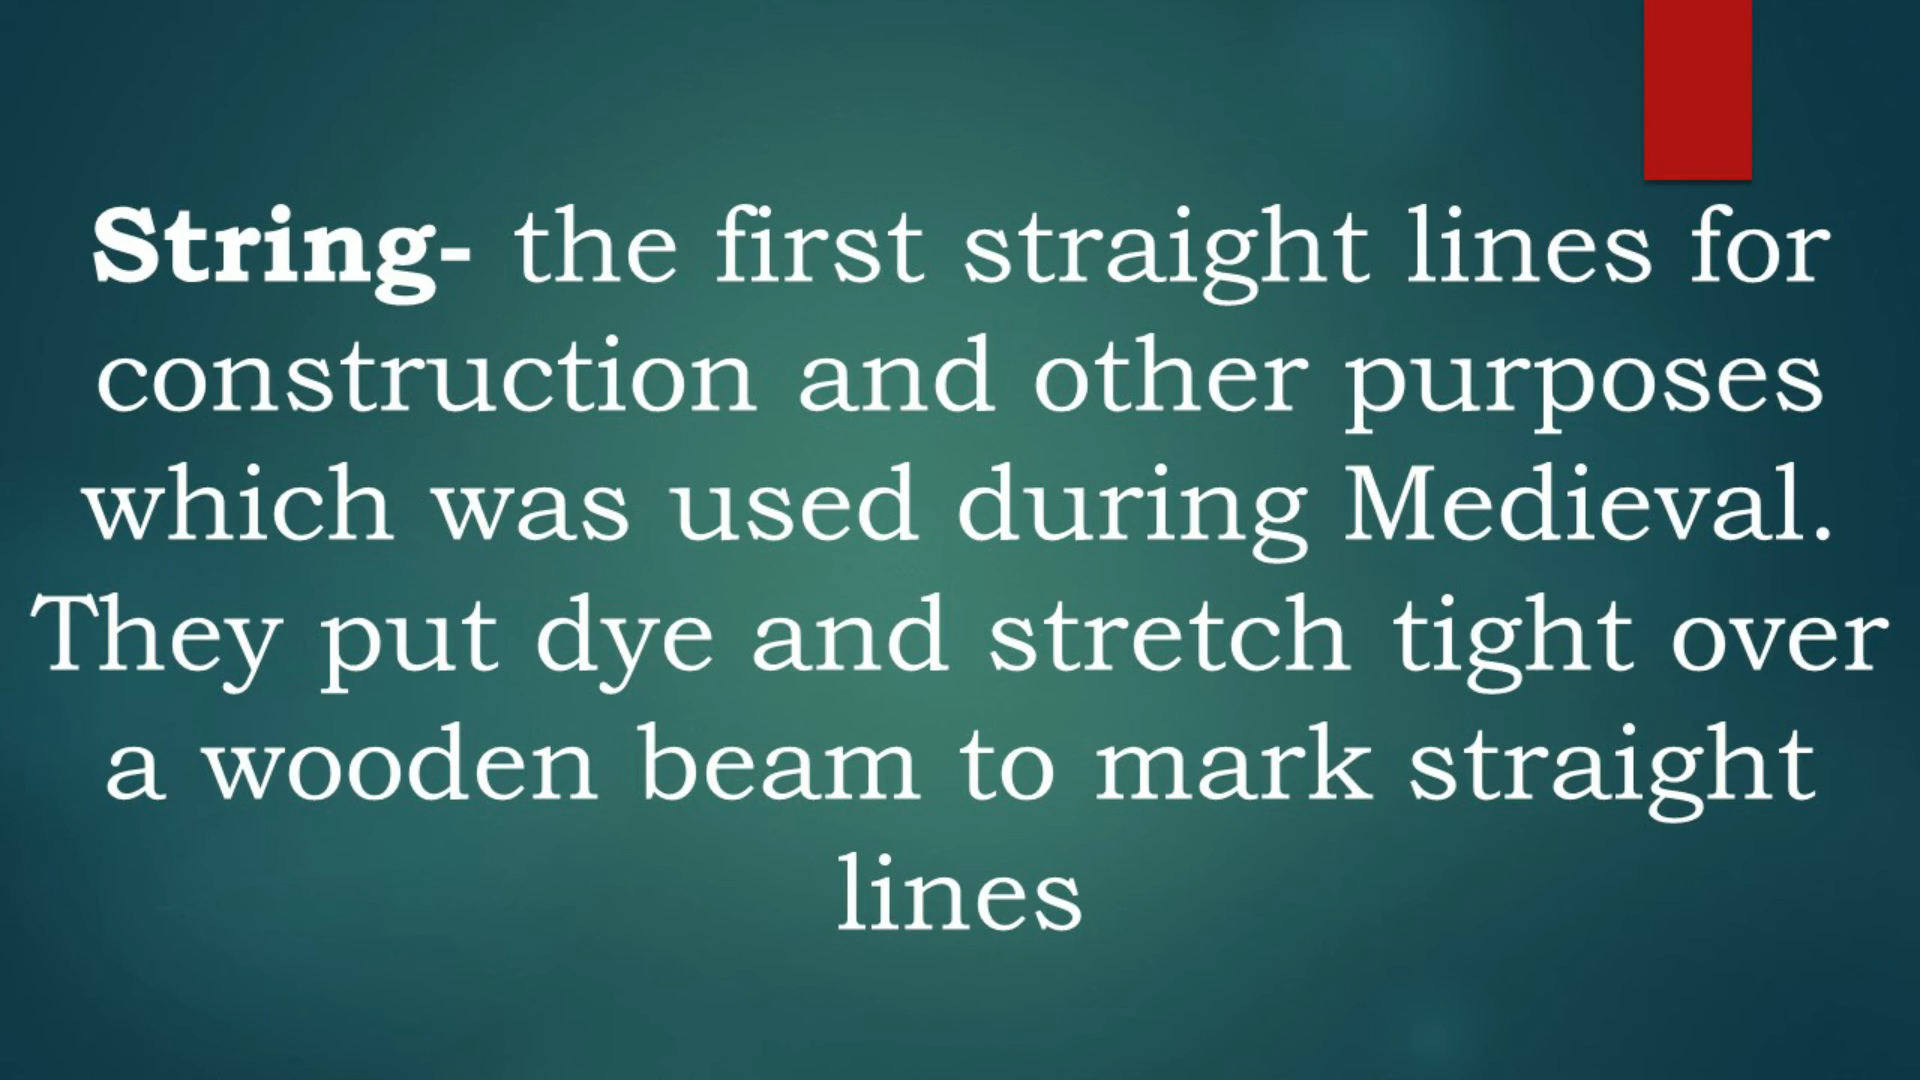 String- the first straight lines for
construction and other purposes
which was used during Medieval.
They put dye and stretch tight over
a wooden beam to mark straight
lines